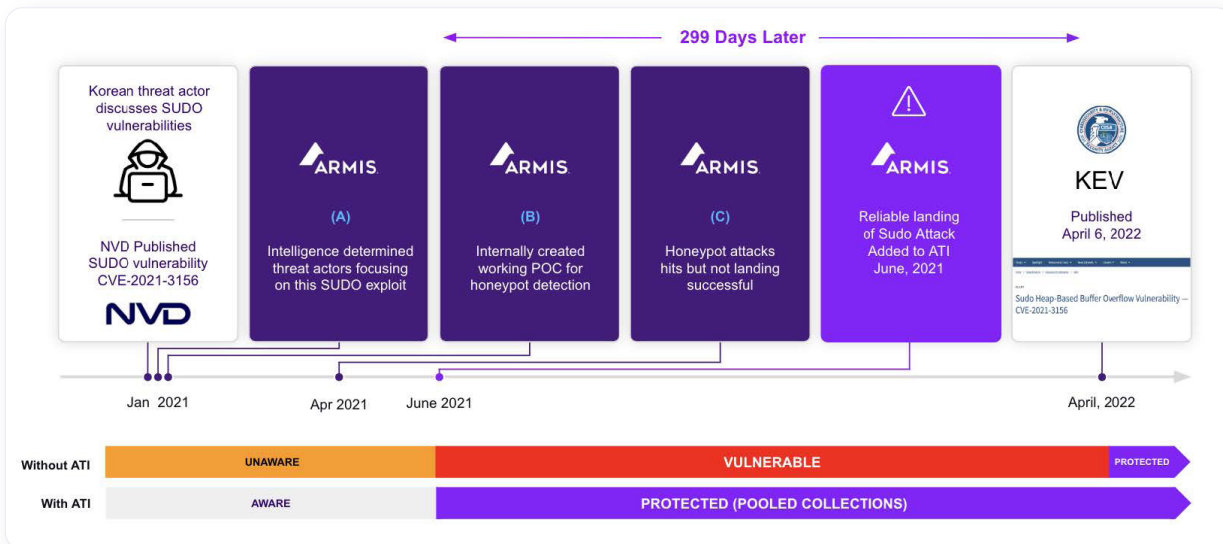 299 Days Later
Korean threat actor
discusses SUDO
vulnerabilities
NVD Published
SUDO vulnerability
CVE-2021-3156
NVD
ARMIS
(A)
Intelligence determined
threat actors focusing
on this SUDO exploit
ARMIS
(B)
Internally created
working POC for
honeypot detection
ARMIS
(C)
Honeypot attacks
hits but not landing
successful
ARMIS
Reliable landing
of Sudo Attack
Added to ATI
June, 2021
KEV
Published
April 6, 2022
Sudo Heap-Based Buffer Overflow Vulnerability —
CVE-2021-3156
Jan 2021
Apr 2021
June 2021
April, 2022
Without ATI
UNAWARE
VULNERABLE
PROTECTED
With ATI
AWARE
PROTECTED (POOLED COLLECTIONS)